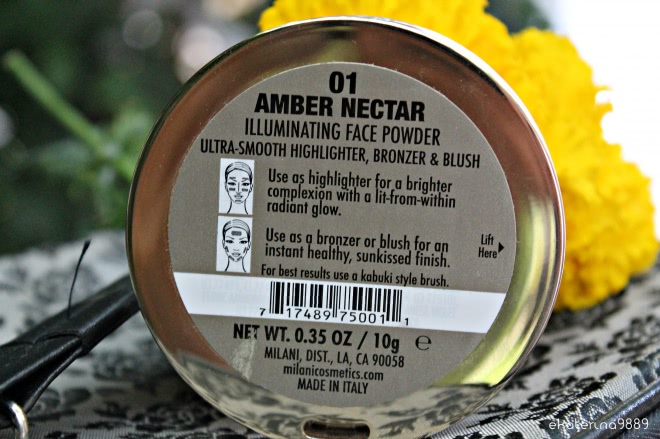 01
AMBER NECTAR
ILLUMINATING FACE POWDER
ULTRA-SMOOTH HIGHLIGHTER, BRONZER & BLUSH
Use as highlighter for a brighter
complexion with a lit-from-within
radiant glow.
Use as a bronzer or blush for an
instant healthy, sunkissed finish.
For best results use a kabuki style brush.
Lift
Here
7 17489 75001 1
NET WT. 0.35 OZ / 10g ℮
MILANI, DIST., LA, CA 90058
milanicosmetics.com
MADE IN ITALY
ekaterina9889